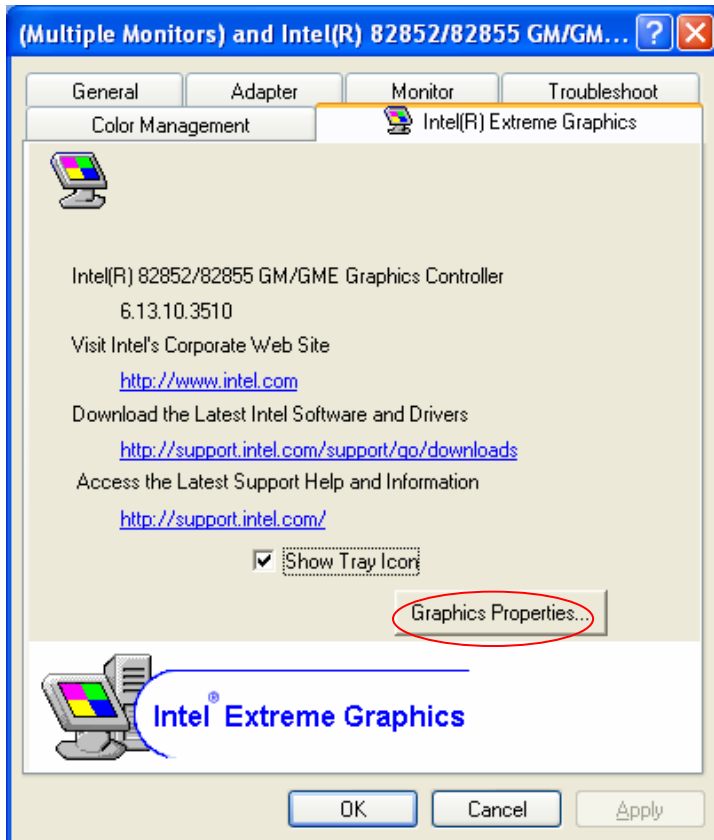 (Multiple Monitors) and Intel(R) 82852/82855 GM/GM...
General Adapter Monitor Troubleshoot
Color Management Intel(R) Extreme Graphics
Intel(R) 82852/82855 GM/GME Graphics Controller
6.13.10.3510
Visit Intel's Corporate Web Site
http://www.intel.com
Download the Latest Intel Software and Drivers
http://support.intel.com/support/go/downloads
Access the Latest Support Help and Information
http://support.intel.com/
Show Tray Icon
Graphics Properties...
Intel® Extreme Graphics
OK Cancel Apply